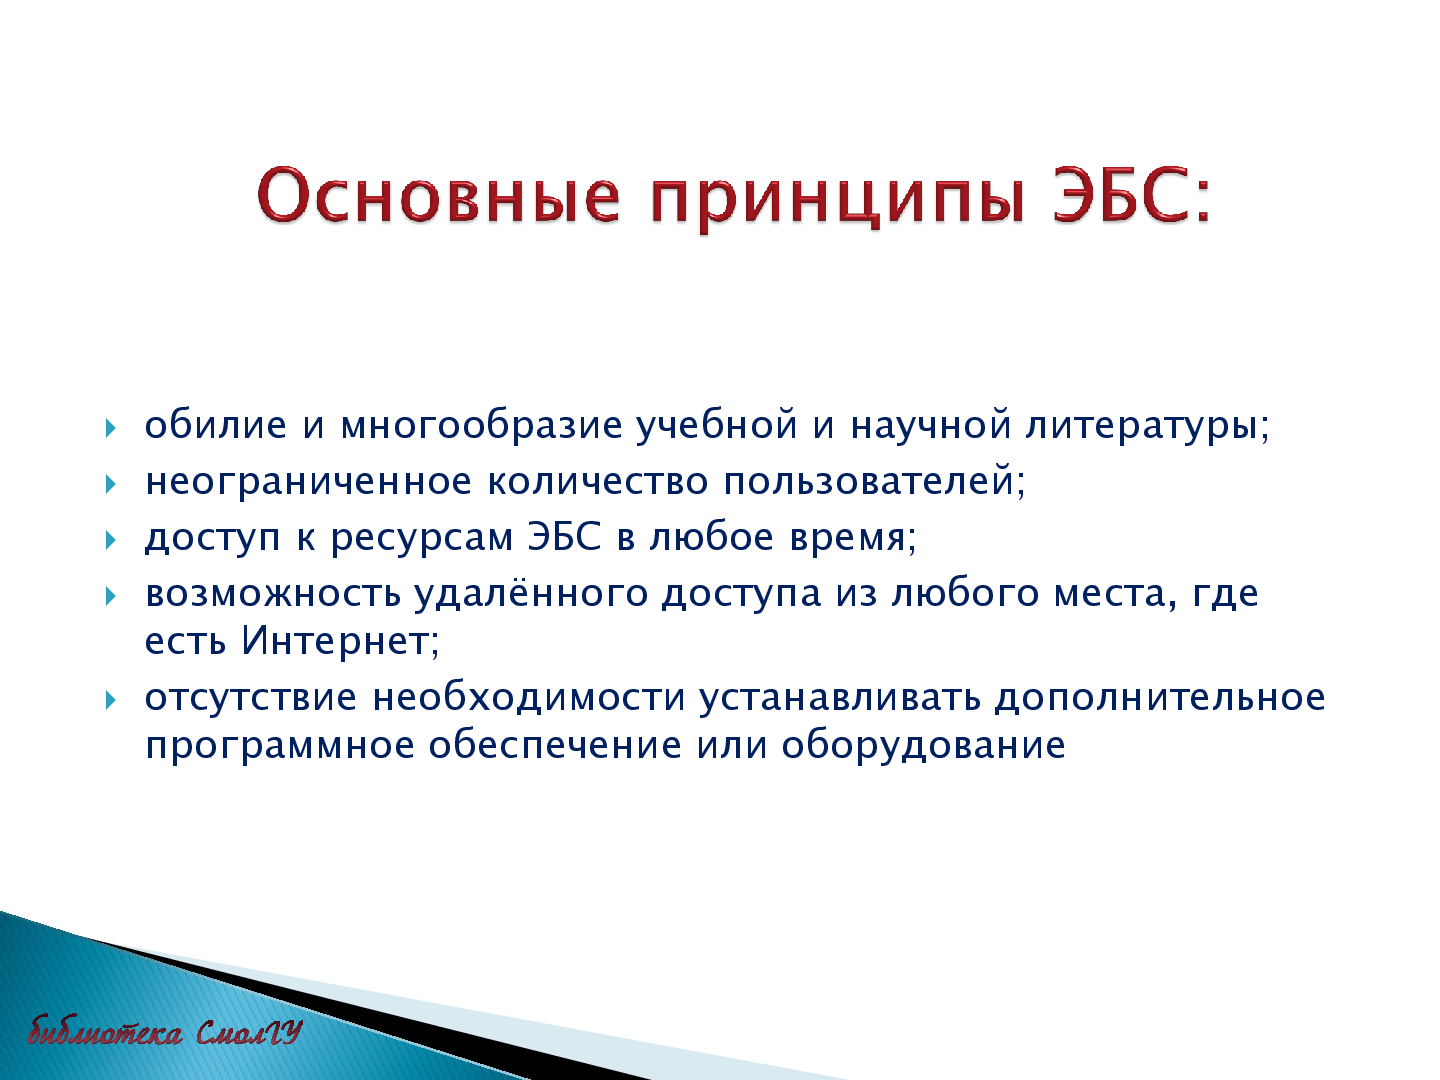 Основные принципы ЭБС:
обилие и многообразие учебной и научной литературы;
неограниченное количество пользователей;
доступ к ресурсам ЭБС в любое время;
возможность удалённого доступа из любого места, где
есть Интернет;
отсутствие необходимости устанавливать дополнительное
программное обеспечение или оборудование
библиотека СмолГУ